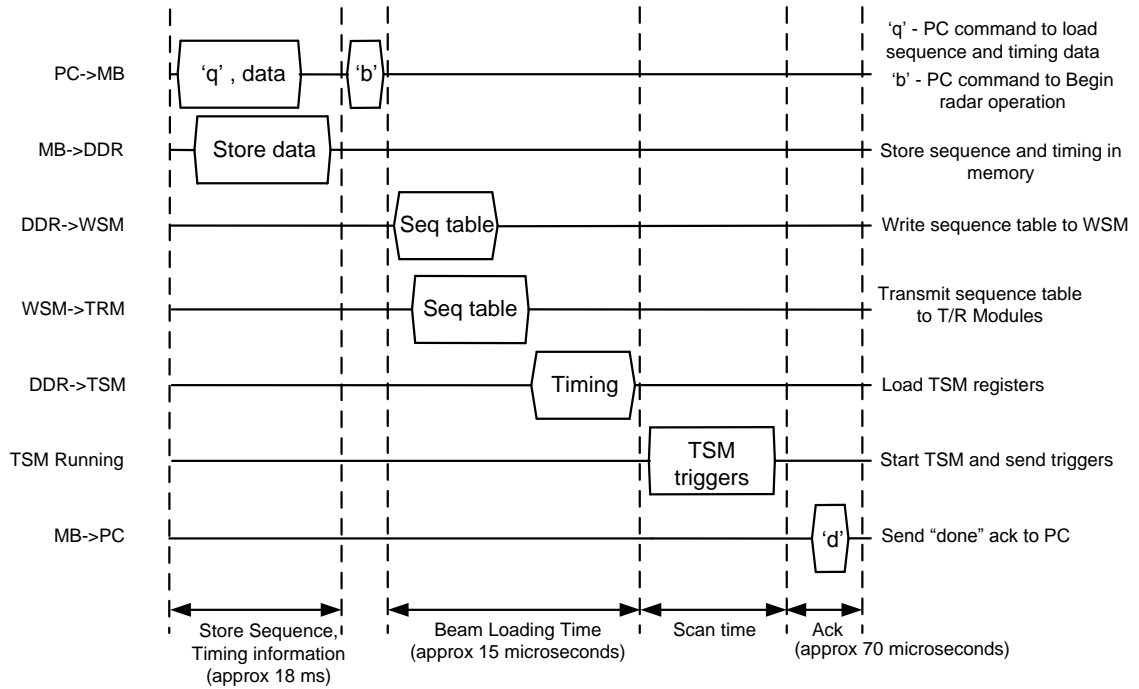 'q' - PC command to load
sequence and timing data
PC->MB
'q' , data
'b'
'b' - PC command to Begin
radar operation
MB->DDR
Store data
Store sequence and timing in
memory
DDR->WSM
Seq table
Write sequence table to WSM
WSM->TRM
Seq table
Transmit sequence table
to T/R Modules
DDR->TSM
Timing
Load TSM registers
TSM Running
TSM
triggers
Start TSM and send triggers
MB->PC
'd'
Send "done" ack to PC
Store Sequence,
Timing information
(approx 18 ms)
Beam Loading Time
(approx 15 microseconds)
Scan time
Ack
(approx 70 microseconds)